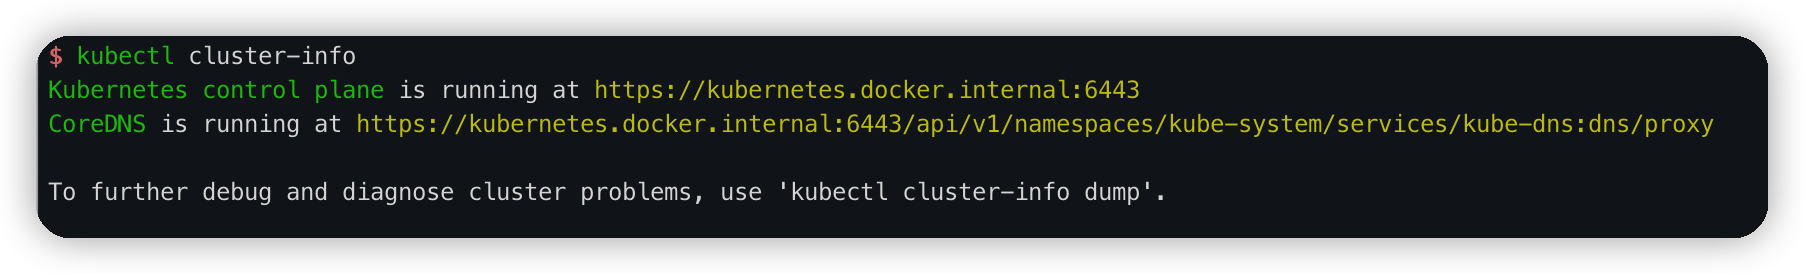 $ kubectl cluster-info
Kubernetes control plane is running at https://kubernetes.docker.internal:6443
CoreDNS is running at https://kubernetes.docker.internal:6443/api/v1/namespaces/kube-system/services/kube-dns:dns/proxy
To further debug and diagnose cluster problems, use 'kubectl cluster-info dump'.